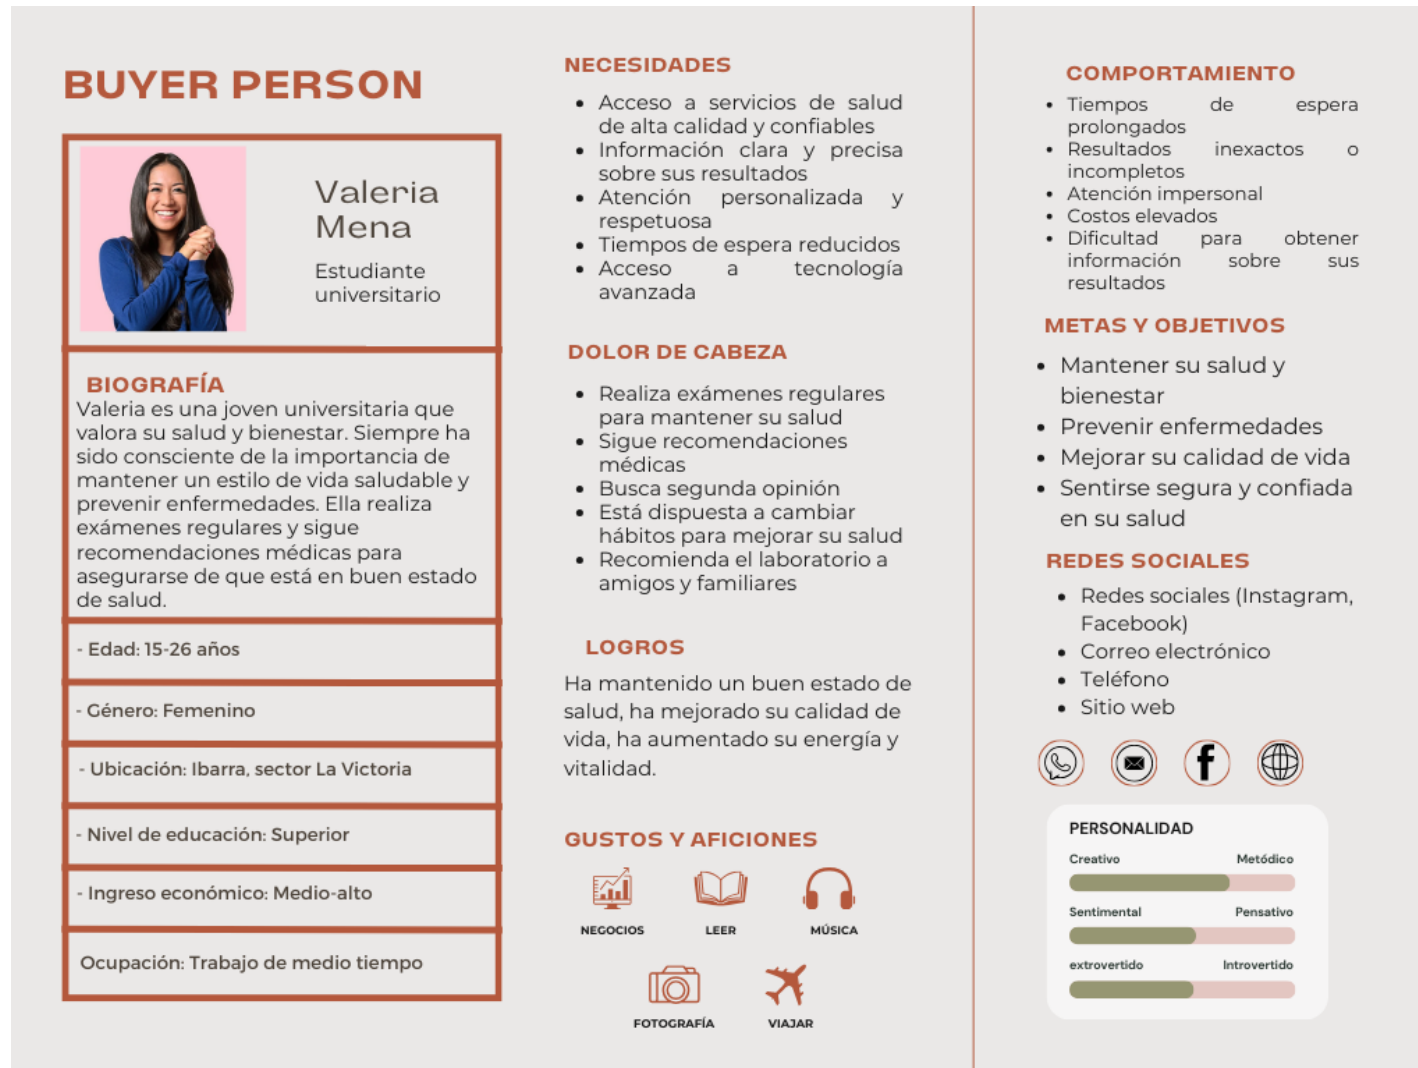 BUYER PERSON
Valeria
Mena
Estudiante
universitario
BIOGRAFÍA
Valeria es una joven universitaria que
valora su salud y bienestar. Siempre ha
sido consciente de la importancia de
mantener un estilo de vida saludable y
prevenir enfermedades. Ella realiza
exámenes regulares y sigue
recomendaciones médicas para
asegurarse de que está en buen estado
de salud.
- Edad: 15-26 años
- Género: Femenino
- Ubicación: Ibarra, sector La Victoria
- Nivel de educación: Superior
- Ingreso económico: Medio-alto
Ocupación: Trabajo de medio tiempo
NECESIDADES
• Acceso a servicios de salud
de alta calidad y confiables
• Información clara y precisa
sobre sus resultados
• Atención personalizada y
respetuosa
• Tiempos de espera reducidos
• Acceso a tecnología
avanzada
DOLOR DE CABEZA
• Realiza exámenes regulares
para mantener su salud
• Sigue recomendaciones
médicas
• Busca segunda opinión
• Está dispuesta a cambiar
hábitos para mejorar su salud
• Recomienda el laboratorio a
amigos y familiares
LOGROS
Ha mantenido un buen estado de
salud, ha mejorado su calidad de
vida, ha aumentado su energía y
vitalidad.
GUSTOS Y AFICIONES
NEGOCIOS LEER MÚSICA
FOTOGRAFÍA VIAJAR
COMPORTAMIENTO
• Tiempos de espera
prolongados
• Resultados inexactos o
incompletos
• Atención impersonal
• Costos elevados
• Dificultad para obtener
información sobre sus
resultados
METAS Y OBJETIVOS
• Mantener su salud y
bienestar
• Prevenir enfermedades
• Mejorar su calidad de vida
• Sentirse segura y confiada
en su salud
REDES SOCIALES
• Redes sociales (Instagram,
Facebook)
• Correo electrónico
• Teléfono
• Sitio web
PERSONALIDAD
Creativo Metódico
Sentimental Pensativo
extrovertido Introvertido